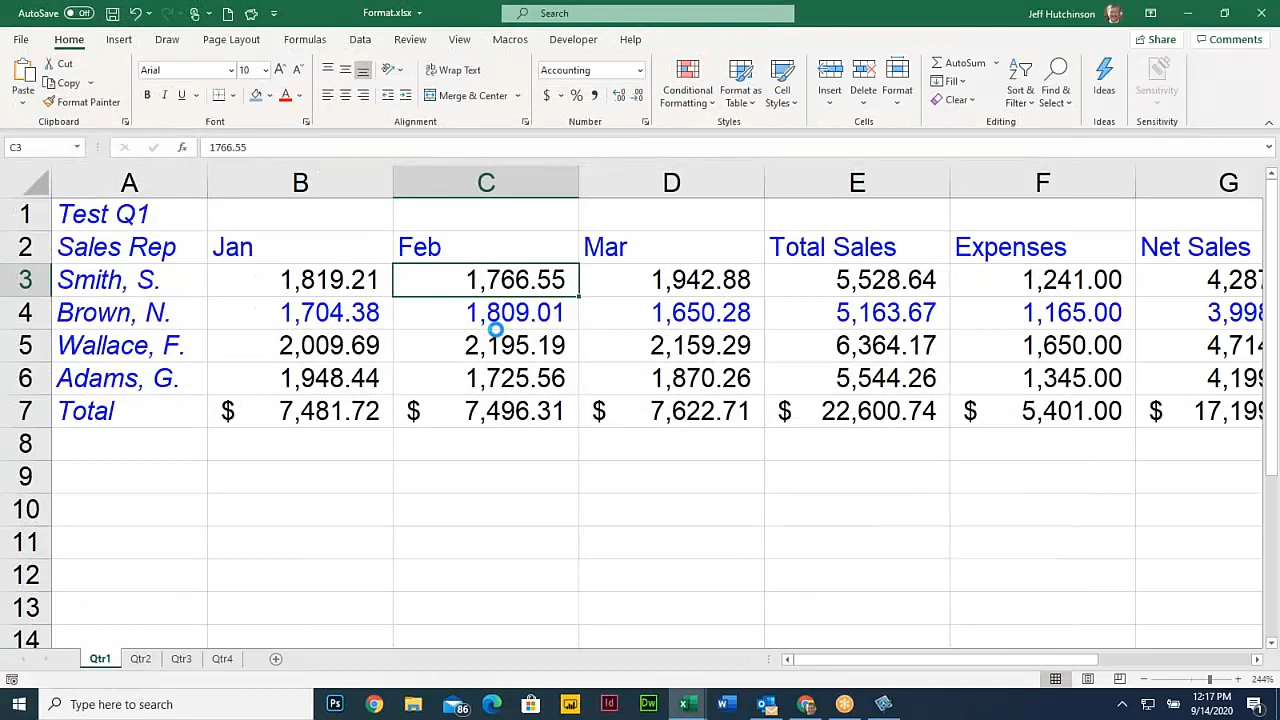 AutoSave Off Format.xlsx Search Jeff Hutchinson
File Home Insert Draw Page Layout Formulas Data Review View Macros Developer Help Share Comments
Paste Cut Copy Format Painter Clipboard
Arial 10 B I U Font
Wrap Text Merge & Center Alignment
Accounting $ % , Number
Conditional Formatting Format as Table Cell Styles Styles
Insert Delete Format Cells
AutoSum Fill Clear Sort & Filter Find & Select Editing
Ideas Ideas
Sensitivity Sensitivity
C3 fx 1766.55
A B C D E F G
1 Test Q1
2 Sales Rep Jan Feb Mar Total Sales Expenses Net Sales
3 Smith, S. 1,819.21 1,766.55 1,942.88 5,528.64 1,241.00 4,287
4 Brown, N. 1,704.38 1,809.01 1,650.28 5,163.67 1,165.00 3,998
5 Wallace, F. 2,009.69 2,195.19 2,159.29 6,364.17 1,650.00 4,714
6 Adams, G. 1,948.44 1,725.56 1,870.26 5,544.26 1,345.00 4,199
7 Total $ 7,481.72 $ 7,496.31 $ 7,622.71 $ 22,600.74 $ 5,401.00 $ 17,199
8
9
10
11
12
13
14
Qtr1 Qtr2 Qtr3 Qtr4
244%
Type here to search Ps 86 Id Dw 12:17 PM
9/14/2020